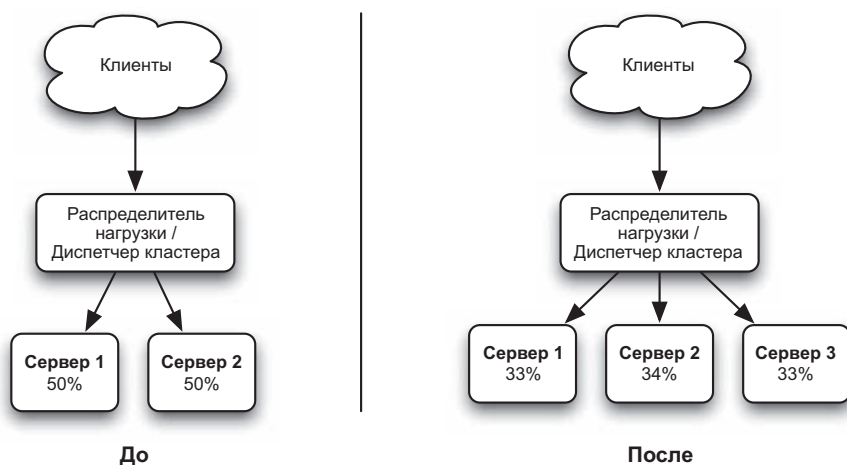 Клиенты
Распределитель
нагрузки /
Диспетчер кластера
Сервер 1
50%
Сервер 2
50%
До
Клиенты
Распределитель
нагрузки /
Диспетчер кластера
Сервер 1
33%
Сервер 2
34%
Сервер 3
33%
После